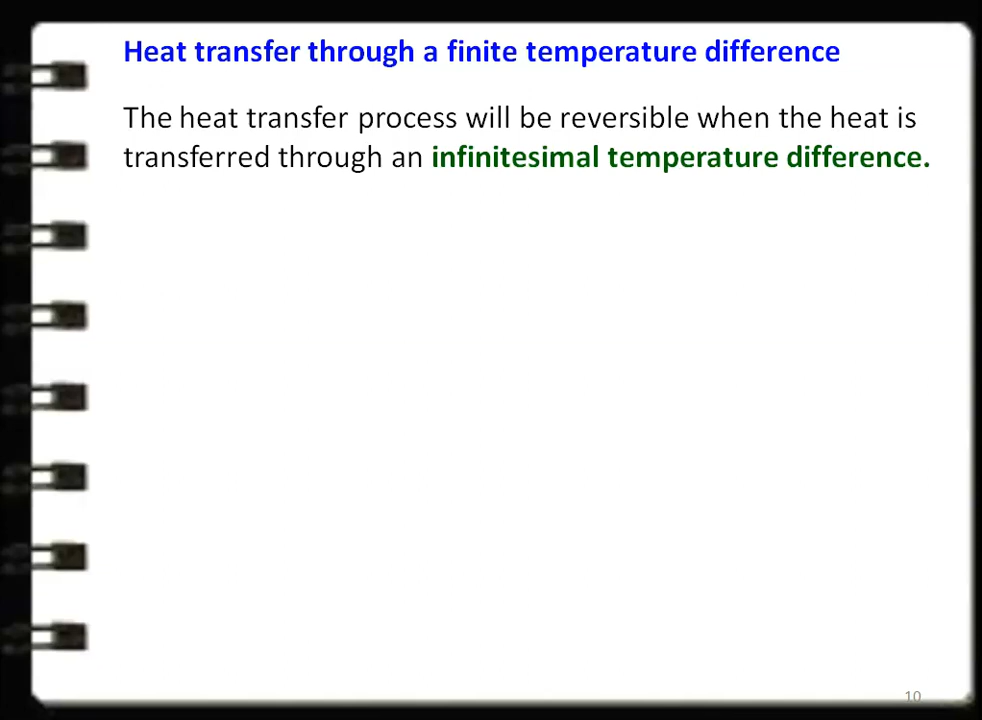 Heat transfer through a finite temperature difference
The heat transfer process will be reversible when the heat is
transferred through an infinitesimal temperature difference.
10